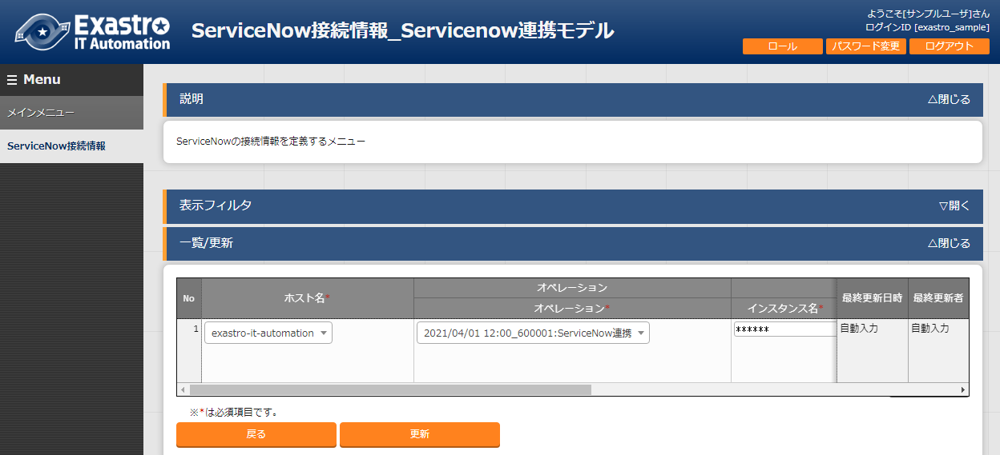 Exastro
IT Automation
ServiceNow接続情報_Servicenow連携モデル
ようこそ[サンプルユーザ]さん
ログインID [exastro_sample]
ロール
パスワード変更
ログアウト
Menu
メインメニュー
ServiceNow接続情報
説明
△閉じる
ServiceNowの接続情報を定義するメニュー
表示フィルタ
▽開く
一覧/更新
△閉じる
No
ホスト名*
オペレーション
オペレーション*
インスタンス名*
最終更新日時
最終更新者
1
exastro-it-automation
2021/04/01 12:00_600001:ServiceNow連携
******
自動入力
自動入力
※*は必須項目です。
戻る
更新